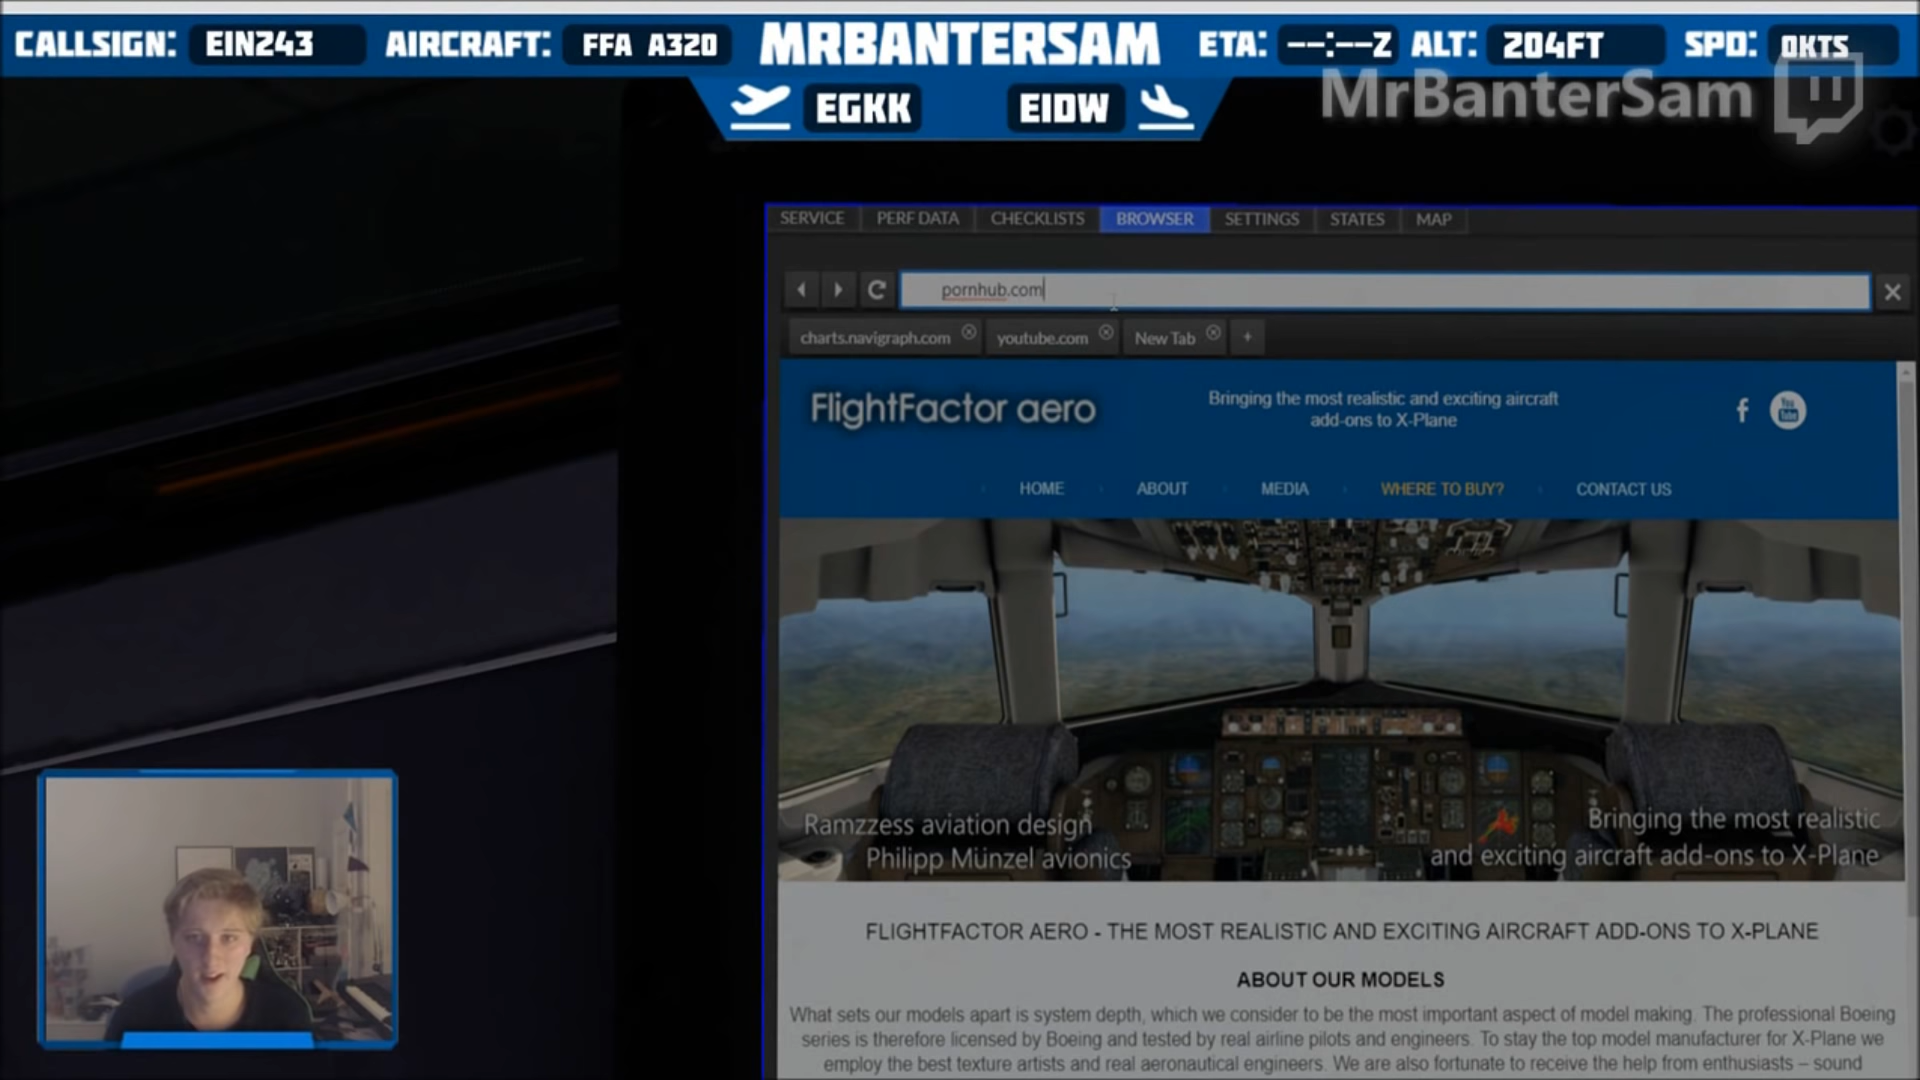 CALLSIGN: EIN243 AIRCRAFT: FFA A320 MRBANTERSAM ETA: --:--Z ALT: 204FT SPD: 0KTS
EGKK EIDW
MrBanterSam
SERVICE PERF DATA CHECKLISTS BROWSER SETTINGS STATES MAP
pornhub.com
charts.navigraph.com youtube.com New Tab +
FlightFactor aero
Bringing the most realistic and exciting aircraft
add-ons to X-Plane
f You Tube
HOME ABOUT MEDIA WHERE TO BUY? CONTACT US
Ramzzess aviation design
Philipp Münzel avionics
Bringing the most realistic
and exciting aircraft add-ons to X-Plane
FLIGHTFACTOR AERO - THE MOST REALISTIC AND EXCITING AIRCRAFT ADD-ONS TO X-PLANE
ABOUT OUR MODELS
What sets our models apart is system depth, which we consider to be the most important aspect of model making. The professional Boeing
series is therefore licensed by Boeing and tested by real airline pilots and engineers. To stay the top model manufacturer for X-Plane we
employ the best texture artists and real aeronautical engineers. We are also fortunate to receive the help from enthusiasts – sound